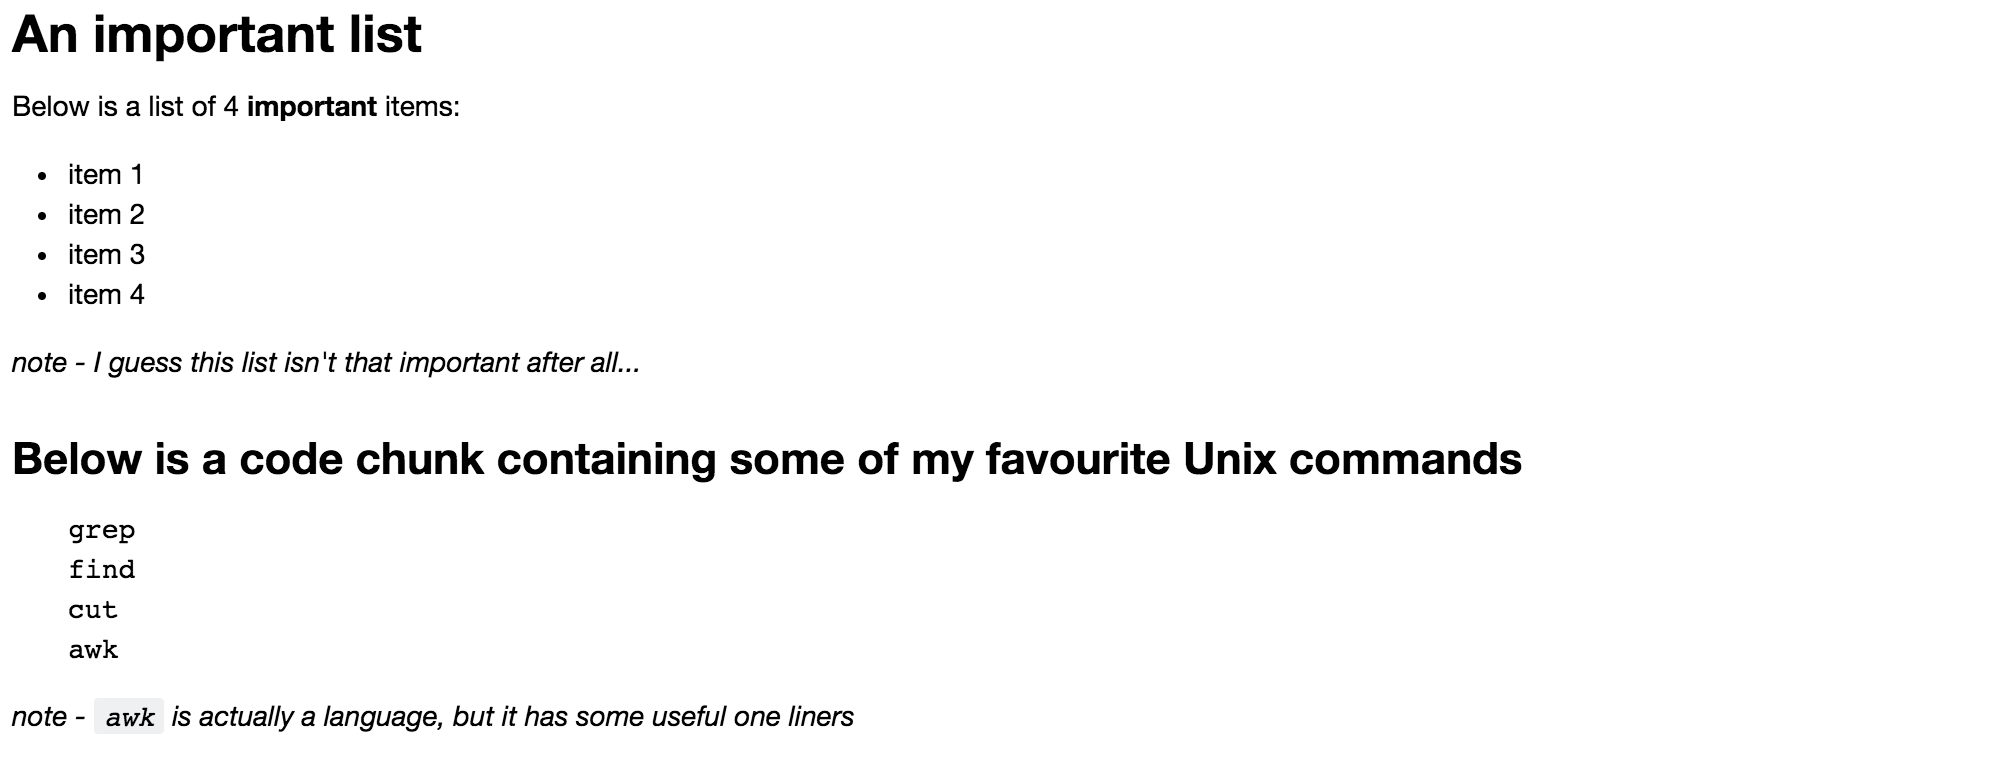 An important list
Below is a list of 4 important items:
• item 1
• item 2
• item 3
• item 4
note - I guess this list isn't that important after all...
Below is a code chunk containing some of my favourite Unix commands
grep
find
cut
awk
note - awk is actually a language, but it has some useful one liners